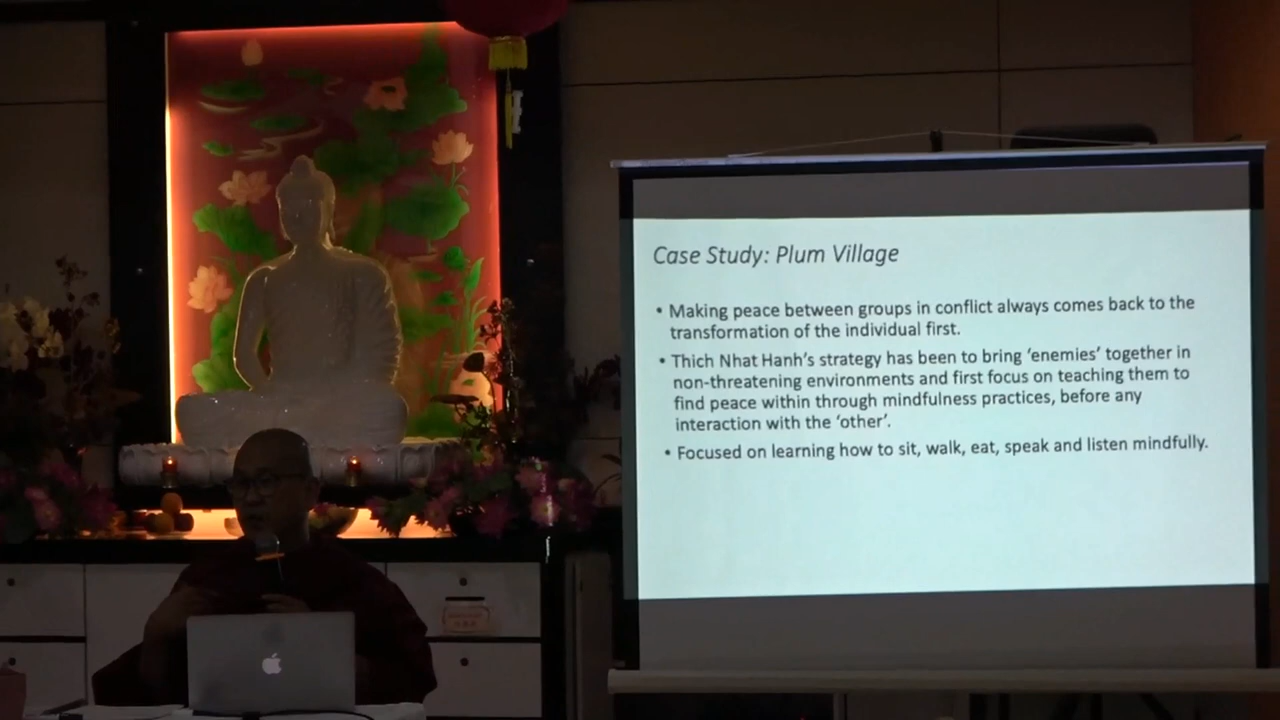 Case Study: Plum Village
• Making peace between groups in conflict always comes back to the
transformation of the individual first.
• Thich Nhat Hanh's strategy has been to bring 'enemies' together in
non-threatening environments and first focus on teaching them to
find peace within through mindfulness practices, before any
interaction with the 'other'.
• Focused on learning how to sit, walk, eat, speak and listen mindfully.